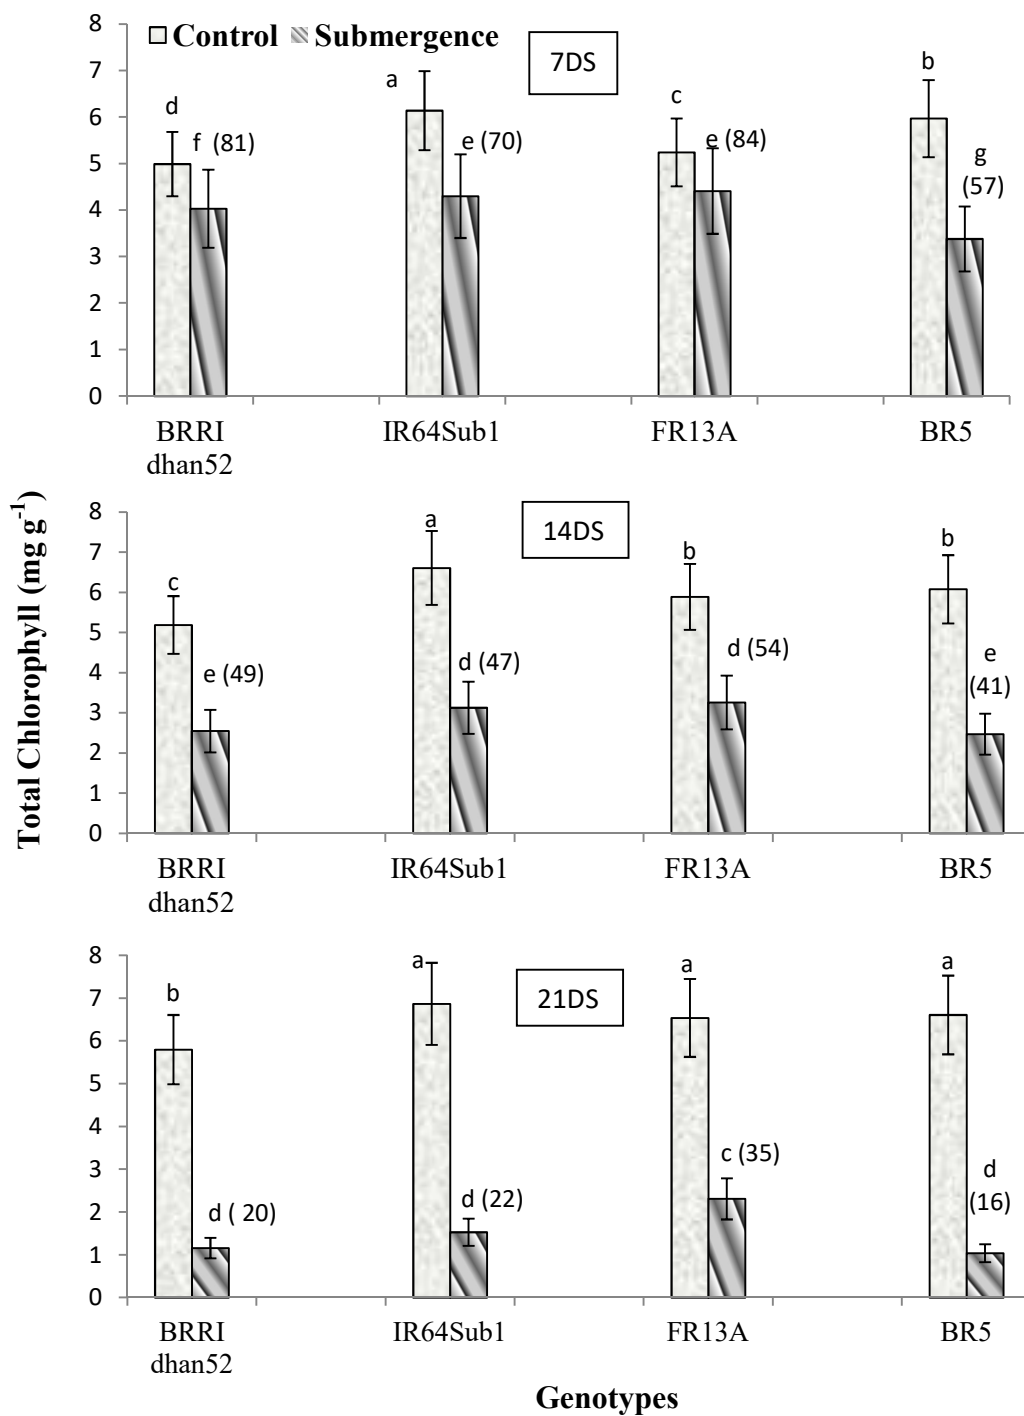 Total Chlorophyll (mg g-1)
8
7
6
5
4
3
2
1
0
Control Submergence
7DS
d
f (81)
a
e (70)
c
e (84)
b
g
(57)
BRRI
dhan52
IR64Sub1
FR13A
BR5
8
7
6
5
4
3
2
1
0
14DS
c
e (49)
a
d (47)
b
d (54)
b
e
(41)
BRRI
dhan52
IR64Sub1
FR13A
BR5
8
7
6
5
4
3
2
1
0
21DS
b
d ( 20)
a
d (22)
a
c (35)
a
d
(16)
BRRI
dhan52
IR64Sub1
FR13A
BR5
Genotypes